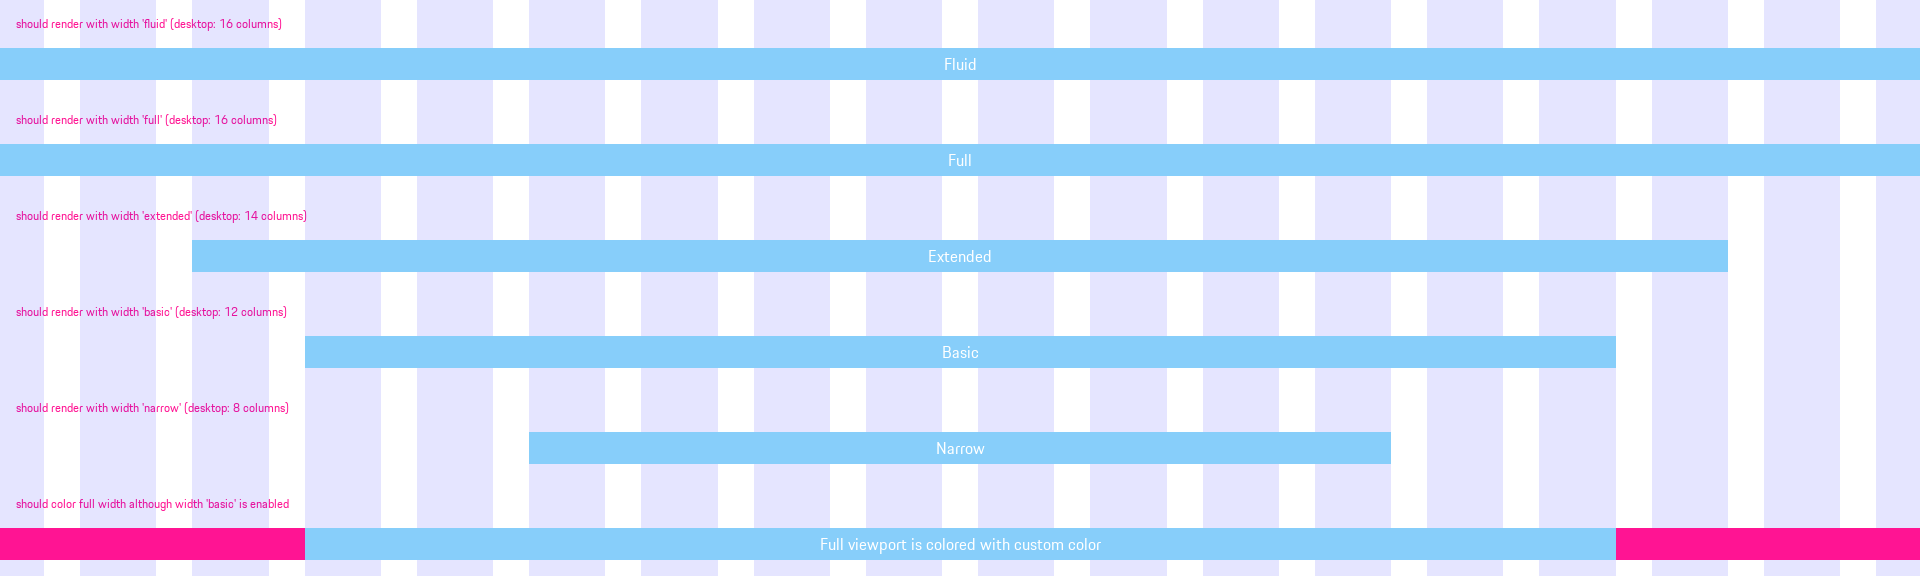 should render with width 'fluid' (desktop: 16 columns)
Fluid
should render with width 'full' (desktop: 16 columns)
Full
should render with width 'extended' (desktop: 14 columns)
Extended
should render with width 'basic' (desktop: 12 columns)
Basic
should render with width 'narrow' (desktop: 8 columns)
Narrow
should color full width although width 'basic' is enabled
Full viewport is colored with custom color